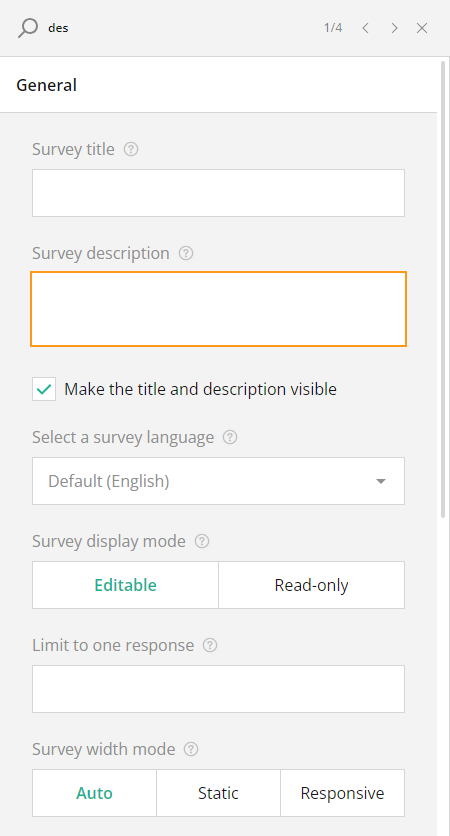 des 1/4
General
Survey title ?
Survey description ?
Make the title and description visible
Select a survey language ?
Default (English)
Survey display mode ?
Editable Read-only
Limit to one response ?
Survey width mode ?
Auto Static Responsive